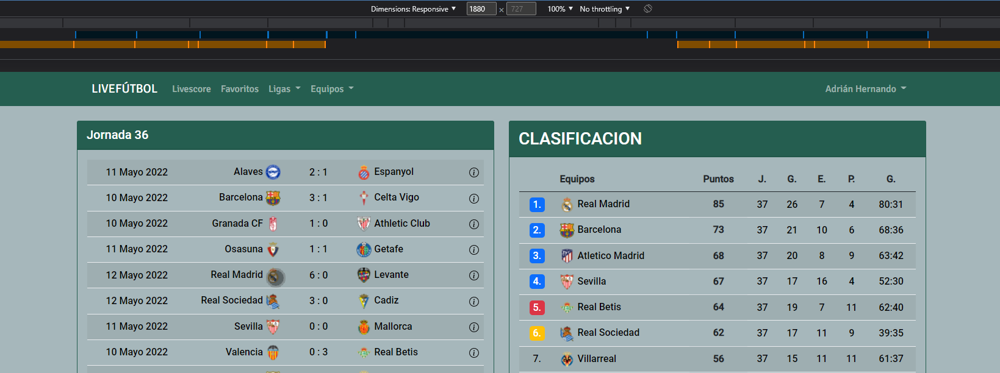 Dimensions: Responsive ▼ 1880 × 727 100% ▼ No throttling ▼
LIVEFÚTBOL Livescore Favoritos Ligas Equipos Adrián Hernando
Jornada 36
11 Mayo 2022 Alaves 2 : 1 Espanyol
10 Mayo 2022 Barcelona 3 : 1 Celta Vigo
10 Mayo 2022 Granada CF 1 : 0 Athletic Club
11 Mayo 2022 Osasuna 1 : 1 Getafe
12 Mayo 2022 Real Madrid 6 : 0 Levante
12 Mayo 2022 Real Sociedad 3 : 0 Cadiz
11 Mayo 2022 Sevilla 0 : 0 Mallorca
10 Mayo 2022 Valencia 0 : 3 Real Betis
CLASIFICACION
Equipos Puntos J. G. E. P. G.
1. Real Madrid 85 37 26 7 4 80:31
2. Barcelona 73 37 21 10 6 68:36
3. Atletico Madrid 68 37 20 8 9 63:42
4. Sevilla 67 37 17 16 4 52:30
5. Real Betis 64 37 19 7 11 62:40
6. Real Sociedad 62 37 17 11 9 39:35
7. Villarreal 56 37 15 11 11 61:37